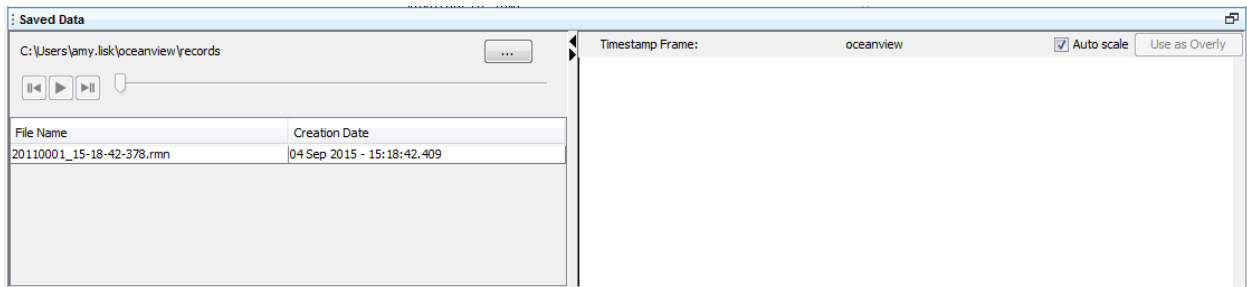 Saved Data
C:\Users\amy.lisk\oceanview\records
...
Timestamp Frame: oceanview Auto scale Use as Overly
File Name Creation Date
20110001_15-18-42-378.rmn 04 Sep 2015 - 15:18:42.409